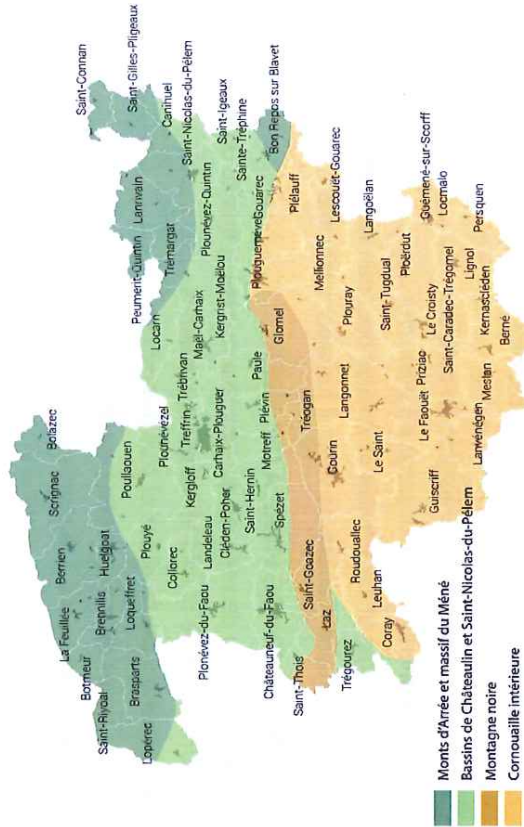 Saint-Connan
Saint-Gilles-Pligeaux
Canihuel
Saint-Nicolas-du-Pélem
Saint-Igeaux
Sainte-Tréphine
Bon Repos sur Blavet
Peumerit-Quintin
Lanrivain
Trémargat
Plounévez-Quintin
Gouarec
Plouguernével
Plélauff
Lescouët-Gouarec
Langoëlan
Guémené-sur-Scorff
Locmalo
Persquen
Locarn
Maël-Carhaix
Kergrist-Moëlou
Glomel
Mellionnec
Plouray
Saint-Tugdual
Ploërdut
Le Croisty
Saint-Caradec-Trégomel
Lignol
Kernascléden
Berné
Trébrivan
Treffrin
Paule
Plévin
Tréogan
Langonnet
Priziac
Le Faouët
Meslan
Lanvénégen
Bolazec
Scrignac
Poullaouen
Plounévézel
Carhaix-Plouguer
Kergloff
Motreff
Gourin
Le Saint
Guiscriff
Berrien
Huelgoat
Plouyé
Collorec
Landeleau
Cléden-Poher
Saint-Hernin
Spézet
Roudouallec
La Feuillée
Brennilis
Loqueffret
Plonévez-du-Faou
Châteauneuf-du-Faou
Saint-Goazec
Laz
Leuhan
Botmeur
Saint-Rivoal
Brasparts
Lopérec
Saint-Thois
Trégourez
Coray
Monts d'Arrée et massif du Méné
Bassins de Châteaulin et Saint-Nicolas-du-Pélem
Montagne noire
Cornouaille intérieure